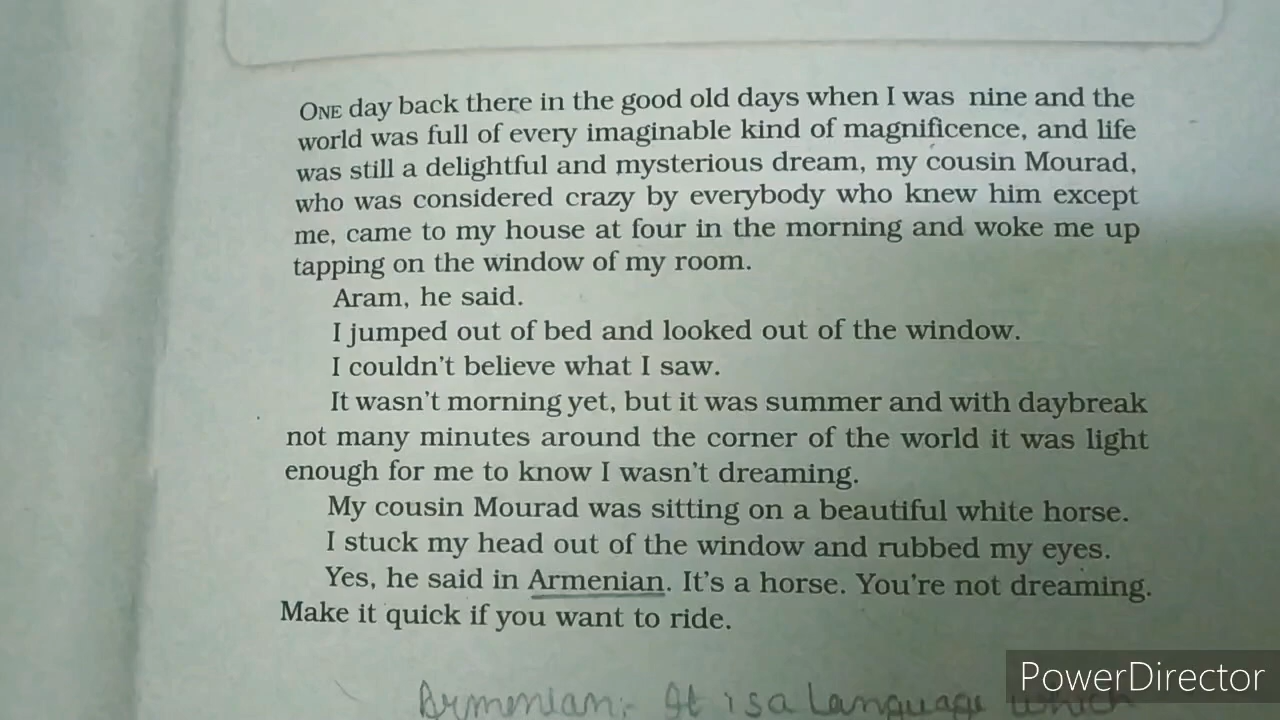 ONE day back there in the good old days when I was nine and the
world was full of every imaginable kind of magnificence, and life
was still a delightful and mysterious dream, my cousin Mourad,
who was considered crazy by everybody who knew him except
me, came to my house at four in the morning and woke me up
tapping on the window of my room.
Aram, he said.
I jumped out of bed and looked out of the window.
I couldn't believe what I saw.
It wasn't morning yet, but it was summer and with daybreak
not many minutes around the corner of the world it was light
enough for me to know I wasn't dreaming.
My cousin Mourad was sitting on a beautiful white horse.
I stuck my head out of the window and rubbed my eyes.
Yes, he said in Armenian. It's a horse. You're not dreaming.
Make it quick if you want to ride.
PowerDirector
Armenian:- It is a Language which